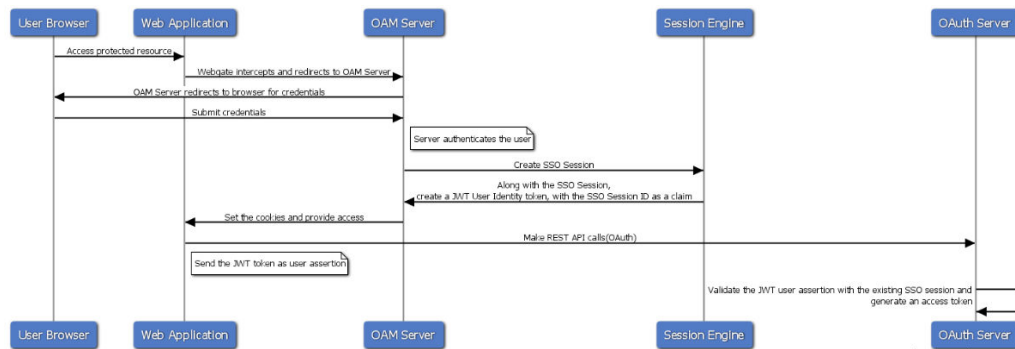 User Browser
Web Application
OAM Server
Session Engine
OAuth Server
Access protected resource
Webgate intercepts and redirects to OAM Server
OAM Server redirects to browser for credentials
Submit credentials
Server authenticates the user
Create SSO Session
Along with the SSO Session,
create a JWT User Identity token, with the SSO Session ID as a claim
Set the cookies and provide access
Make REST API calls(OAuth)
Send the JWT token as user assertion
Validate the JWT user assertion with the existing SSO session and
generate an access token
User Browser
Web Application
OAM Server
Session Engine
OAuth Server